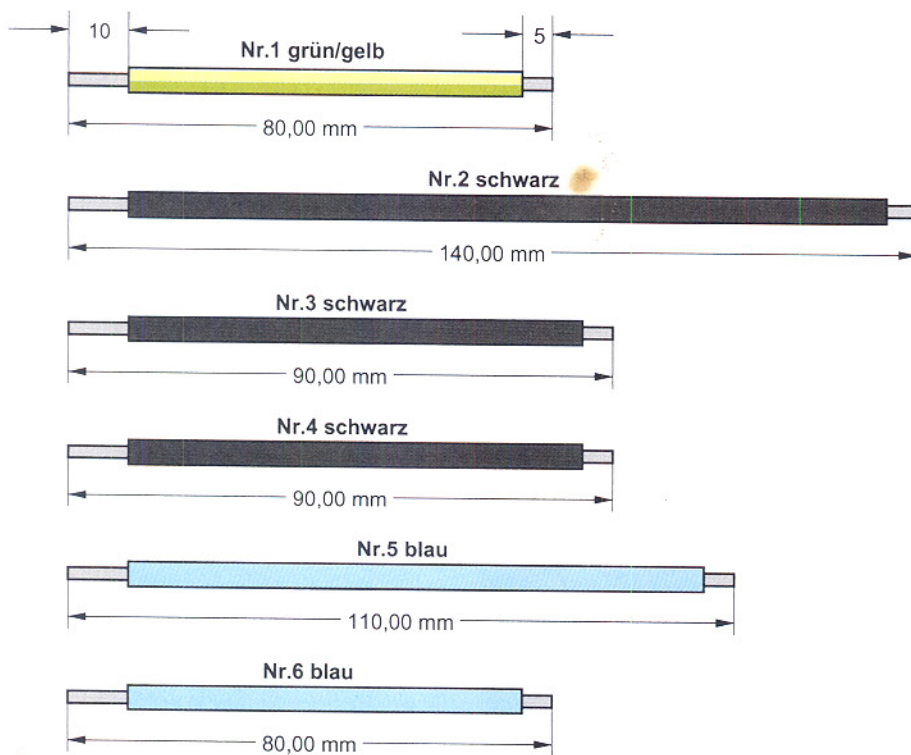 10
5
Nr.1 grün/gelb
80,00 mm
Nr.2 schwarz
140,00 mm
Nr.3 schwarz
90,00 mm
Nr.4 schwarz
90,00 mm
Nr.5 blau
110,00 mm
Nr.6 blau
80,00 mm